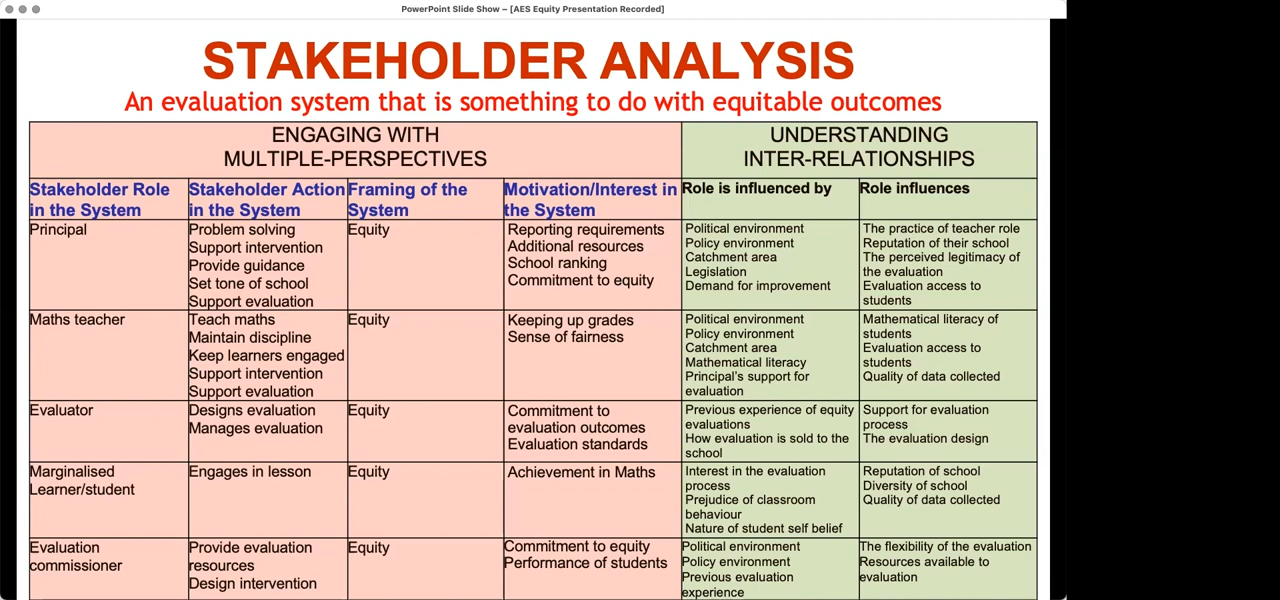 PowerPoint Slide Show – [AES Equity Presentation Recorded]
STAKEHOLDER ANALYSIS
An evaluation system that is something to do with equitable outcomes
ENGAGING WITH
MULTIPLE-PERSPECTIVES
UNDERSTANDING
INTER-RELATIONSHIPS
Stakeholder Role
in the System
Stakeholder Action
in the System
Framing of the
System
Motivation/Interest in
the System
Role is influenced by
Role influences
Principal
Problem solving
Support intervention
Provide guidance
Set tone of school
Support evaluation
Equity
Reporting requirements
Additional resources
School ranking
Commitment to equity
Political environment
Policy environment
Catchment area
Legislation
Demand for improvement
The practice of teacher role
Reputation of their school
The perceived legitimacy of
the evaluation
Evaluation access to
students
Maths teacher
Teach maths
Maintain discipline
Keep learners engaged
Support intervention
Support evaluation
Equity
Keeping up grades
Sense of fairness
Political environment
Policy environment
Catchment area
Mathematical literacy
Principal's support for
evaluation
Mathematical literacy of
students
Evaluation access to
students
Quality of data collected
Evaluator
Designs evaluation
Manages evaluation
Equity
Commitment to
evaluation outcomes
Evaluation standards
Previous experience of equity
evaluations
How evaluation is sold to the
school
Support for evaluation
process
The evaluation design
Marginalised
Learner/student
Engages in lesson
Equity
Achievement in Maths
Interest in the evaluation
process
Prejudice of classroom
behaviour
Nature of student self belief
Reputation of school
Diversity of school
Quality of data collected
Evaluation
commissioner
Provide evaluation
resources
Design intervention
Equity
Commitment to equity
Performance of students
Political environment
Policy environment
Previous evaluation
experience
The flexibility of the evaluation
Resources available to
evaluation